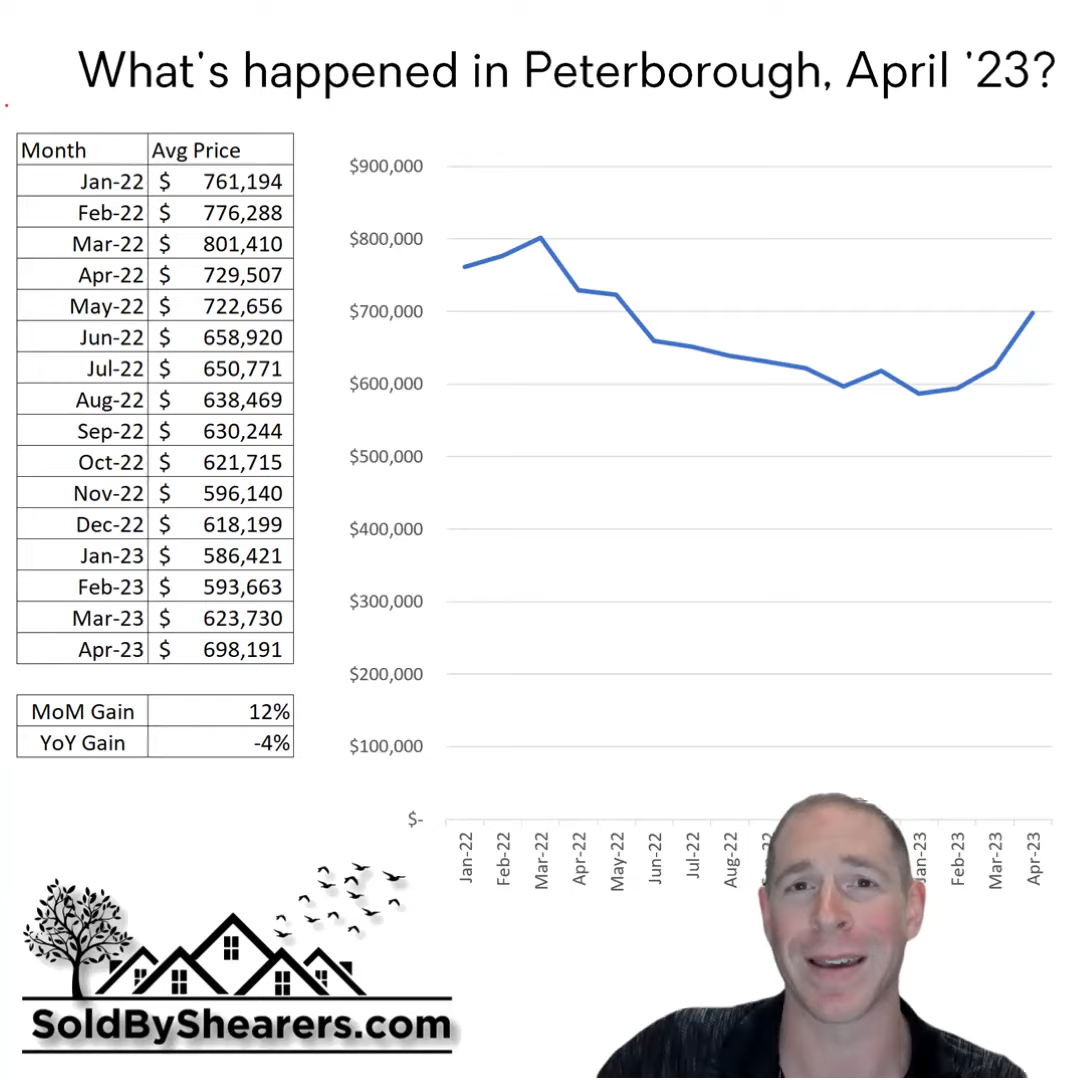 What's happened in Peterborough, April '23?
Month Avg Price
Jan-22 $ 761,194
Feb-22 $ 776,288
Mar-22 $ 801,410
Apr-22 $ 729,507
May-22 $ 722,656
Jun-22 $ 658,920
Jul-22 $ 650,771
Aug-22 $ 638,469
Sep-22 $ 630,244
Oct-22 $ 621,715
Nov-22 $ 596,140
Dec-22 $ 618,199
Jan-23 $ 586,421
Feb-23 $ 593,663
Mar-23 $ 623,730
Apr-23 $ 698,191
MoM Gain 12%
YoY Gain -4%
$900,000
$800,000
$700,000
$600,000
$500,000
$400,000
$300,000
$200,000
$100,000
$-
Jan-22
Feb-22
Mar-22
Apr-22
May-22
Jun-22
Jul-22
Aug-22
Jan-23
Feb-23
Mar-23
Apr-23
SoldByShearers.com